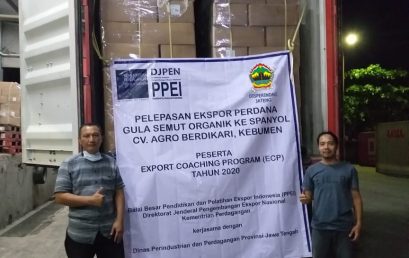 DJPEN
PPEI
DISPERINDAG
JATENG
PELEPASAN EKSPOR PERDANA
GULA SEMUT ORGANIK KE SPANYOL
CV. AGRO BERDIKARI, KEBUMEN
PESERTA
EXPORT COACHING PROGRAM (ECP)
TAHUN 2020
Balai Besar Pendidikan dan Pelatihan Ekspor Indonesia (PPEI)
Direktorat Jenderal Pengembangan Ekspor Nasional
Kementrian Perdagangan
kerjasama dengan
Dinas Perindustrian dan Perdagangan Provinsi Jawa Tengah